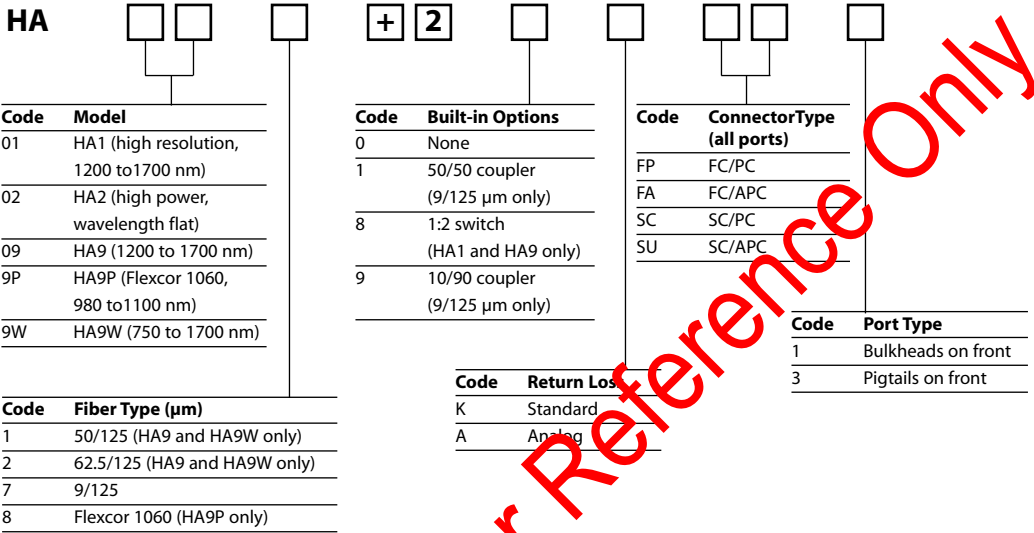 HA + 2
Code Model
01 HA1 (high resolution,
1200 to1700 nm)
02 HA2 (high power,
wavelength flat)
09 HA9 (1200 to 1700 nm)
9P HA9P (Flexcor 1060,
980 to1100 nm)
9W HA9W (750 to 1700 nm)
Code Fiber Type (µm)
1 50/125 (HA9 and HA9W only)
2 62.5/125 (HA9 and HA9W only)
7 9/125
8 Flexcor 1060 (HA9P only)
Code Built-in Options
0 None
1 50/50 coupler
(9/125 µm only)
8 1:2 switch
(HA1 and HA9 only)
9 10/90 coupler
(9/125 µm only)
Code Return Loss
K Standard
A Analog
Code ConnectorType
(all ports)
FP FC/PC
FA FC/APC
SC SC/PC
SU SC/APC
Code Port Type
1 Bulkheads on front
3 Pigtails on front
r Reference Only